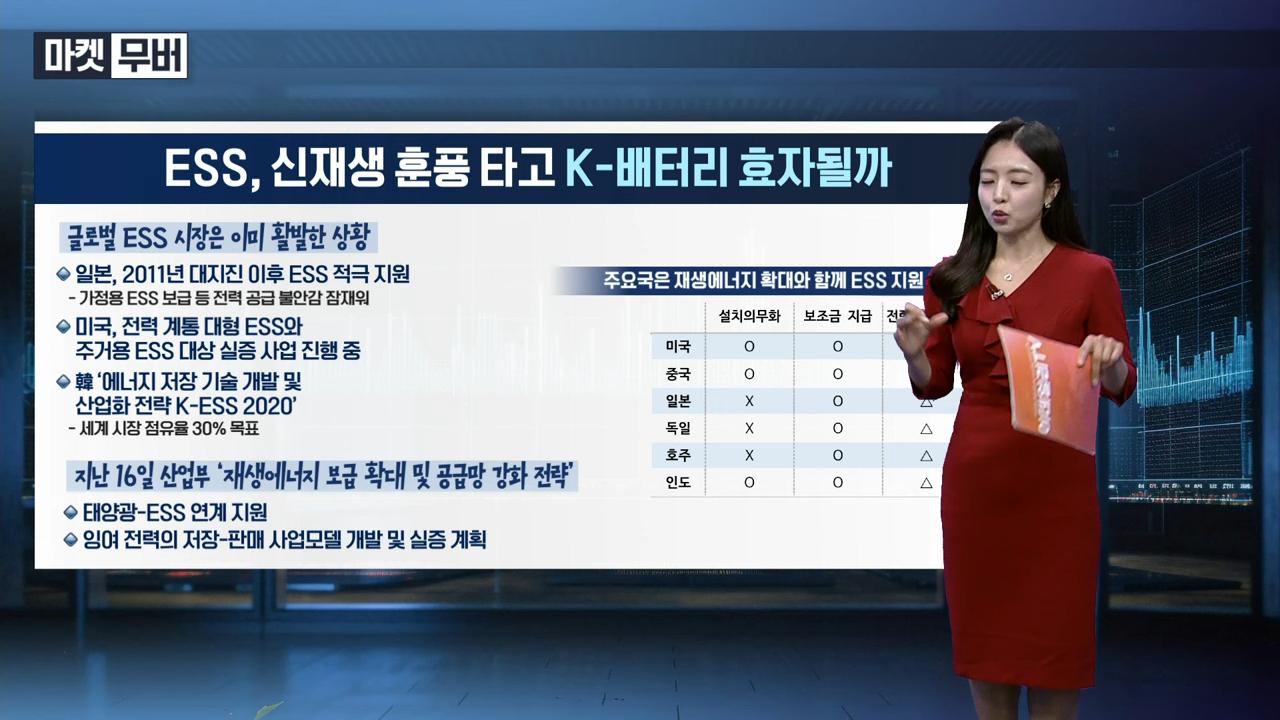 마켓무버
ESS, 신재생 훈풍 타고 K-배터리 효자될까
글로벌 ESS 시장은 이미 활발한 상황
일본, 2011년 대지진 이후 ESS 적극 지원
- 가정용 ESS 보급 등 전력 공급 불안감 잠재워
미국, 전력 계통 대형 ESS와
주거용 ESS 대상 실증 사업 진행 중
韓 ‘에너지 저장 기술 개발 및
산업화 전략 K-ESS 2020’
- 세계 시장 점유율 30% 목표
지난 16일 산업부 ‘재생에너지 보급 확대 및 공급망 강화 전략’
태양광-ESS 연계 지원
잉여 전력의 저장-판매 사업모델 개발 및 실증 계획
주요국은 재생에너지 확대와 함께 ESS 지원
설치의무화 보조금 지급
미국 O O
중국 O O
일본 X O △
독일 X O △
호주 X O △
인도 O O △